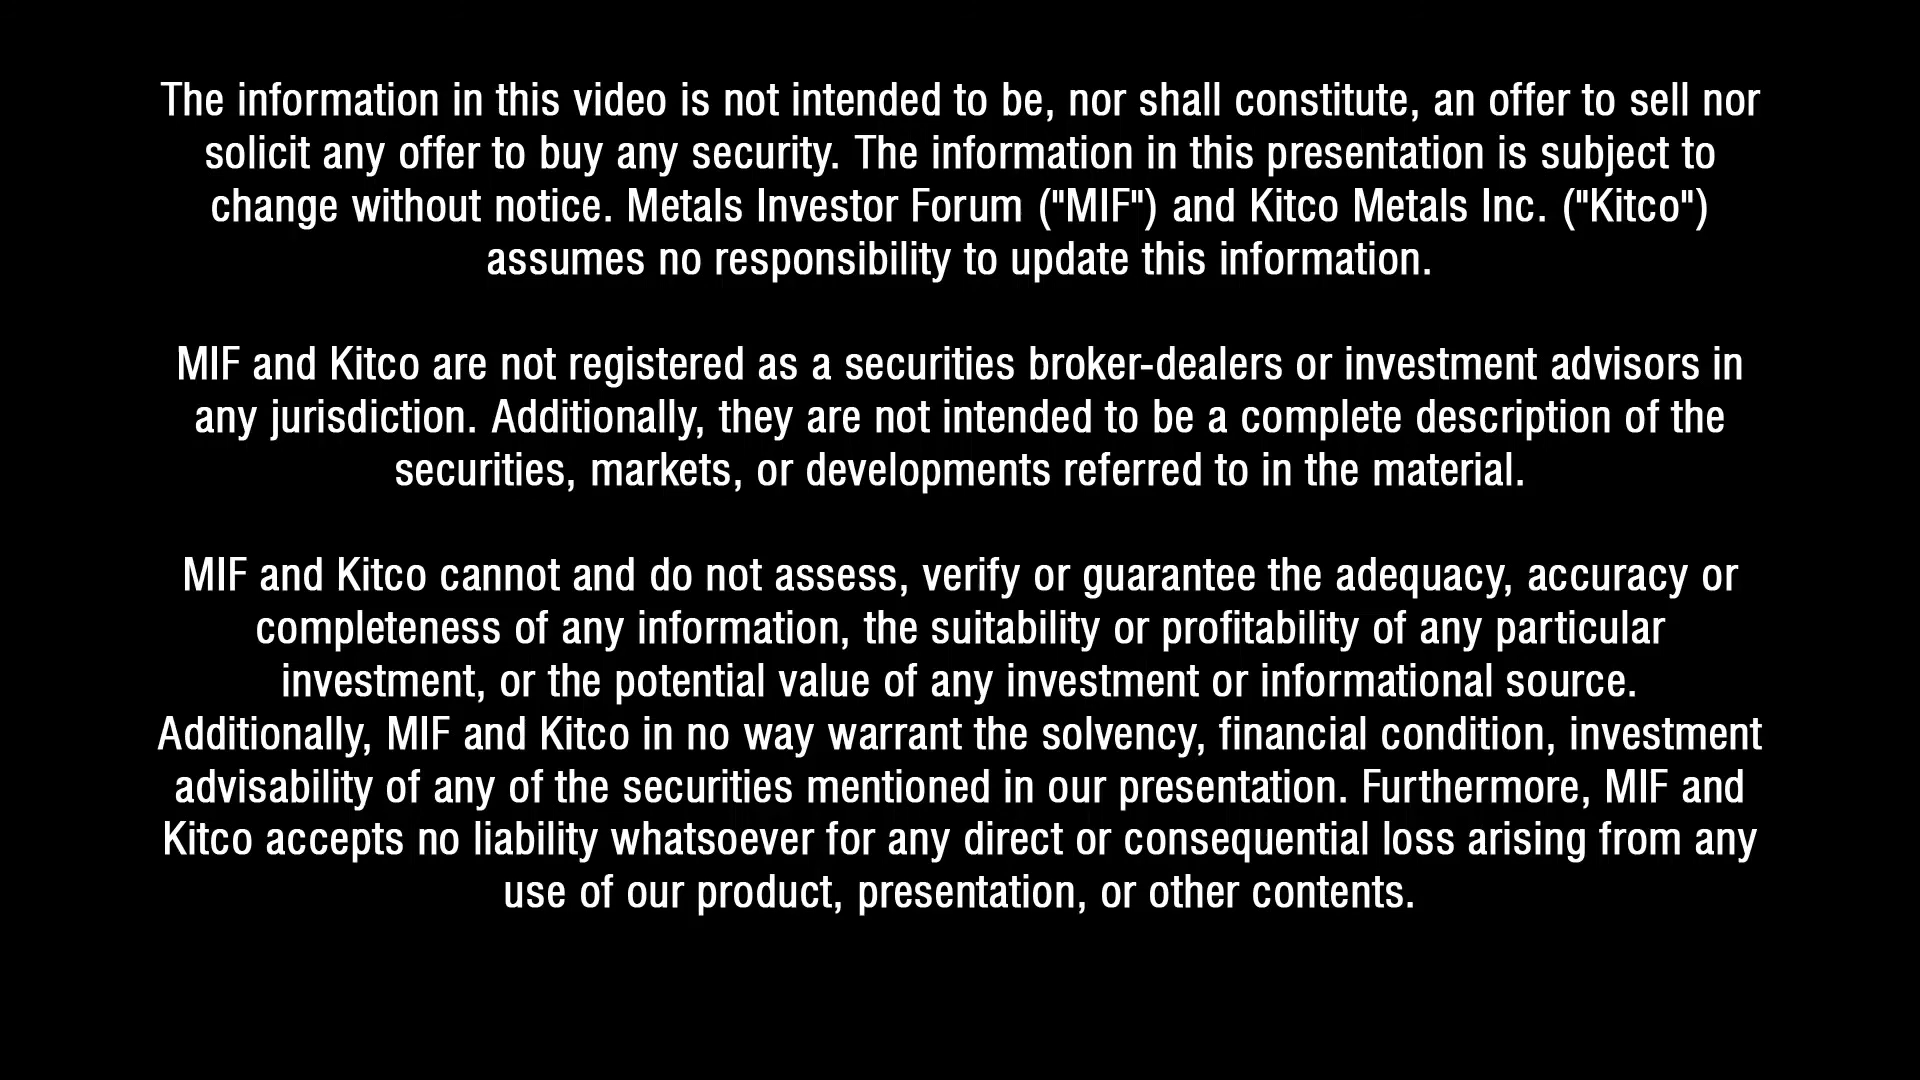 The information in this video is not intended to be, nor shall constitute, an offer to sell nor
solicit any offer to buy any security. The information in this presentation is subject to
change without notice. Metals Investor Forum ("MIF") and Kitco Metals Inc. ("Kitco")
assumes no responsibility to update this information.
MIF and Kitco are not registered as a securities broker-dealers or investment advisors in
any jurisdiction. Additionally, they are not intended to be a complete description of the
securities, markets, or developments referred to in the material.
MIF and Kitco cannot and do not assess, verify or guarantee the adequacy, accuracy or
completeness of any information, the suitability or profitability of any particular
investment, or the potential value of any investment or informational source.
Additionally, MIF and Kitco in no way warrant the solvency, financial condition, investment
advisability of any of the securities mentioned in our presentation. Furthermore, MIF and
Kitco accepts no liability whatsoever for any direct or consequential loss arising from any
use of our product, presentation, or other contents.